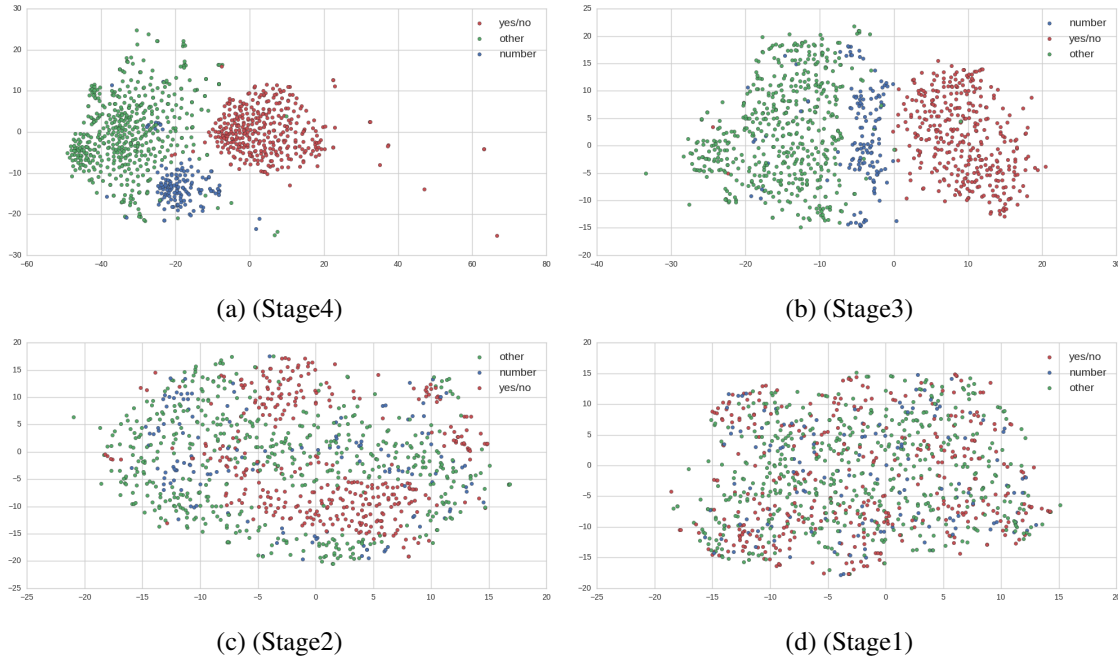 yes/no
other
number
30
20
10
0
−10
−20
−30
−60 −40 −20 0 20 40 60 80
(a) (Stage4)
number
yes/no
other
25
20
15
10
5
0
−5
−10
−15
−20
−40 −30 −20 −10 0 10 20 30
(b) (Stage3)
other
number
yes/no
20
15
10
5
0
−5
−10
−15
−20
−25
−25 −20 −15 −10 −5 0 5 10 15 20
(c) (Stage2)
yes/no
number
other
20
15
10
5
0
−5
−10
−15
−20
−25 −20 −15 −10 −5 0 5 10 15 20
(d) (Stage1)